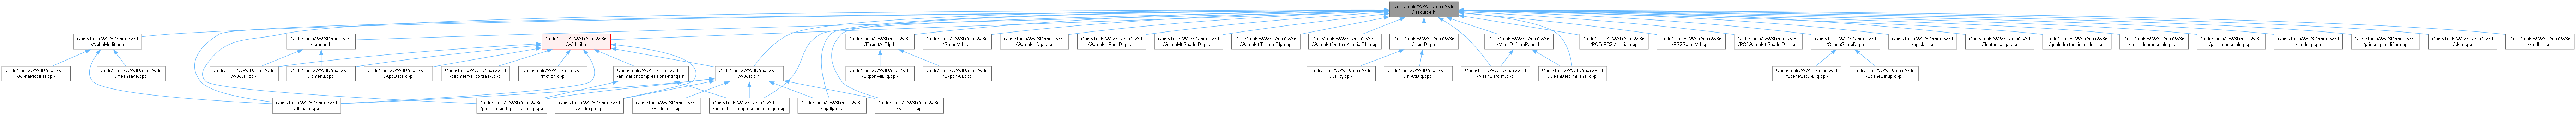 Code/Tools/WW3D/max2w3d
/resource.h
Code/Tools/WW3D/max2w3d
/AlphaModifier.h
Code/Tools/WW3D/max2w3d
/rcmenu.h
Code/Tools/WW3D/max2w3d
/w3dutil.h
Code/Tools/WW3D/max2w3d
/ExportAllDlg.h
Code/Tools/WW3D/max2w3d
/GameMtl.cpp
Code/Tools/WW3D/max2w3d
/GameMtlDlg.cpp
Code/Tools/WW3D/max2w3d
/GameMtlPassDlg.cpp
Code/Tools/WW3D/max2w3d
/GameMtlShaderDlg.cpp
Code/Tools/WW3D/max2w3d
/GameMtlTextureDlg.cpp
Code/Tools/WW3D/max2w3d
/GameMtlVertexMaterialDlg.cpp
Code/Tools/WW3D/max2w3d
/InputDlg.h
Code/Tools/WW3D/max2w3d
/MeshDeformPanel.h
Code/Tools/WW3D/max2w3d
/PCToPS2Material.cpp
Code/Tools/WW3D/max2w3d
/PS2GameMtl.cpp
Code/Tools/WW3D/max2w3d
/PS2GameMtlShaderDlg.cpp
Code/Tools/WW3D/max2w3d
/SceneSetupDlg.h
Code/Tools/WW3D/max2w3d
/bpick.cpp
Code/Tools/WW3D/max2w3d
/floaterdialog.cpp
Code/Tools/WW3D/max2w3d
/genlodextensiondialog.cpp
Code/Tools/WW3D/max2w3d
/genmtlnamesdialog.cpp
Code/Tools/WW3D/max2w3d
/gennamesdialog.cpp
Code/Tools/WW3D/max2w3d
/gmtldlg.cpp
Code/Tools/WW3D/max2w3d
/gridsnapmodifier.cpp
Code/Tools/WW3D/max2w3d
/skin.cpp
Code/Tools/WW3D/max2w3d
Code/Tools/WW3D/max2w3d
/AlphaModifier.cpp
Code/Tools/WW3D/max2w3d
/meshsave.cpp
Code/Tools/WW3D/max2w3d
/w3dutil.cpp
Code/Tools/WW3D/max2w3d
/rcmenu.cpp
Code/Tools/WW3D/max2w3d
/AppData.cpp
Code/Tools/WW3D/max2w3d
/geometryexporttask.cpp
Code/Tools/WW3D/max2w3d
/motion.cpp
Code/Tools/WW3D/max2w3d
/animationcompressionsettings.h
Code/Tools/WW3D/max2w3d
/w3dexp.h
Code/Tools/WW3D/max2w3d
/ExportAllDlg.cpp
Code/Tools/WW3D/max2w3d
/ExportAll.cpp
Code/Tools/WW3D/max2w3d
/Utility.cpp
Code/Tools/WW3D/max2w3d
/InputDlg.cpp
Code/Tools/WW3D/max2w3d
/MeshDeform.cpp
Code/Tools/WW3D/max2w3d
/MeshDeformPanel.cpp
Code/Tools/WW3D/max2w3d
/SceneSetupDlg.cpp
Code/Tools/WW3D/max2w3d
/SceneSetup.cpp
Code/Tools/WW3D/max2w3d
/dllmain.cpp
Code/Tools/WW3D/max2w3d
/presetexportoptionsdialog.cpp
Code/Tools/WW3D/max2w3d
/w3dexp.cpp
Code/Tools/WW3D/max2w3d
/w3ddesc.cpp
Code/Tools/WW3D/max2w3d
/animationcompressionsettings.cpp
Code/Tools/WW3D/max2w3d
/logdlg.cpp
Code/Tools/WW3D/max2w3d
/w3ddlg.cpp